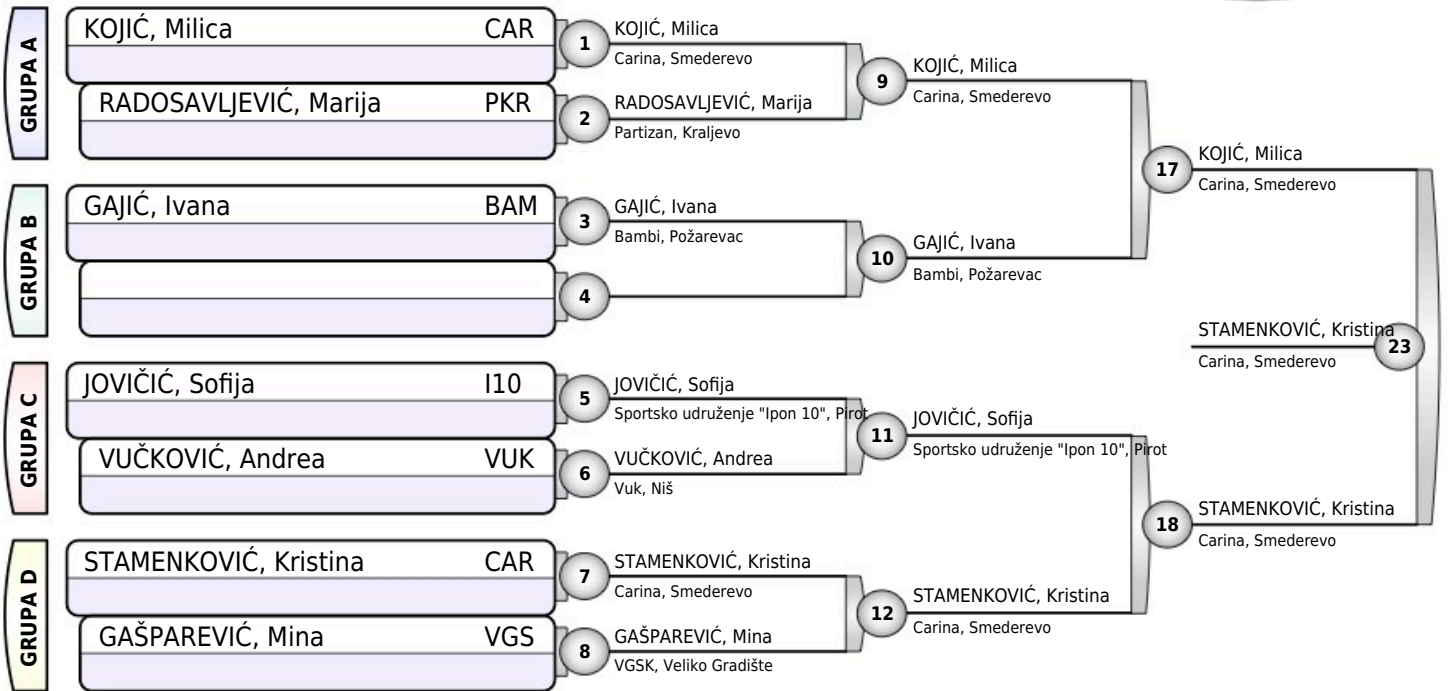 GRUPA A
KOJIĆ, Milica CAR
RADOSAVLJEVIĆ, Marija PKR
GRUPA B
GAJIĆ, Ivana BAM
GRUPA C
JOVIČIĆ, Sofija I10
VUČKOVIĆ, Andrea VUK
GRUPA D
STAMENKOVIĆ, Kristina CAR
GAŠPAREVIĆ, Mina VGS
1
KOJIĆ, Milica
Carina, Smederevo
2
RADOSAVLJEVIĆ, Marija
Partizan, Kraljevo
3
GAJIĆ, Ivana
Bambi, Požarevac
4
5
JOVIČIĆ, Sofija
Sportsko udruženje "Ipon 10", Pirot
6
VUČKOVIĆ, Andrea
Vuk, Niš
7
STAMENKOVIĆ, Kristina
Carina, Smederevo
8
GAŠPAREVIĆ, Mina
VGSK, Veliko Gradište
9
KOJIĆ, Milica
Carina, Smederevo
10
GAJIĆ, Ivana
Bambi, Požarevac
11
JOVIČIĆ, Sofija
Sportsko udruženje "Ipon 10", Pirot
12
STAMENKOVIĆ, Kristina
Carina, Smederevo
17
KOJIĆ, Milica
Carina, Smederevo
18
STAMENKOVIĆ, Kristina
Carina, Smederevo
STAMENKOVIĆ, Kristina
23
Carina, Smederevo